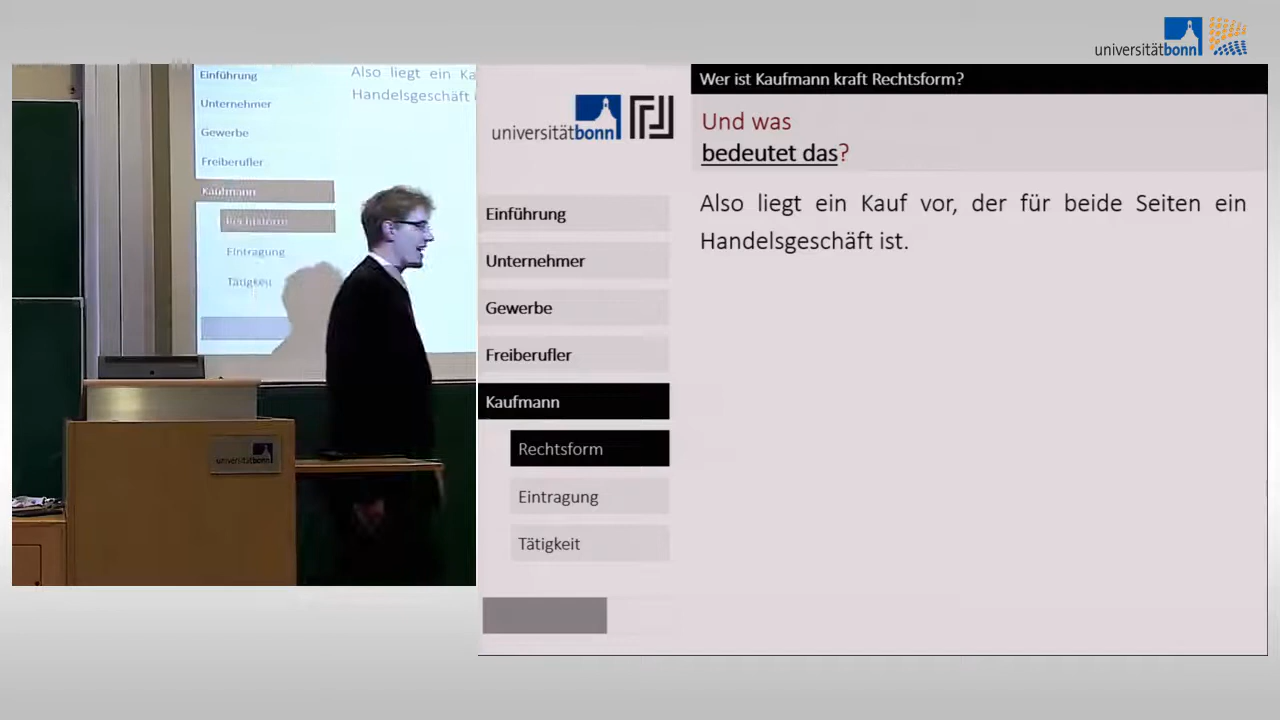 universitätbonn
Einführung
Unternehmer
Gewerbe
Freiberufler
Kaufmann
Rechtsform
Eintragung
Tätigkeit
Also liegt ein Ka
Handelsgeschäft i
universitätbonn
Wer ist Kaufmann kraft Rechtsform?
universitätbonn
Und was
bedeutet das?
Einführung
Unternehmer
Gewerbe
Freiberufler
Kaufmann
Rechtsform
Eintragung
Tätigkeit
Also liegt ein Kauf vor, der für beide Seiten ein
Handelsgeschäft ist.